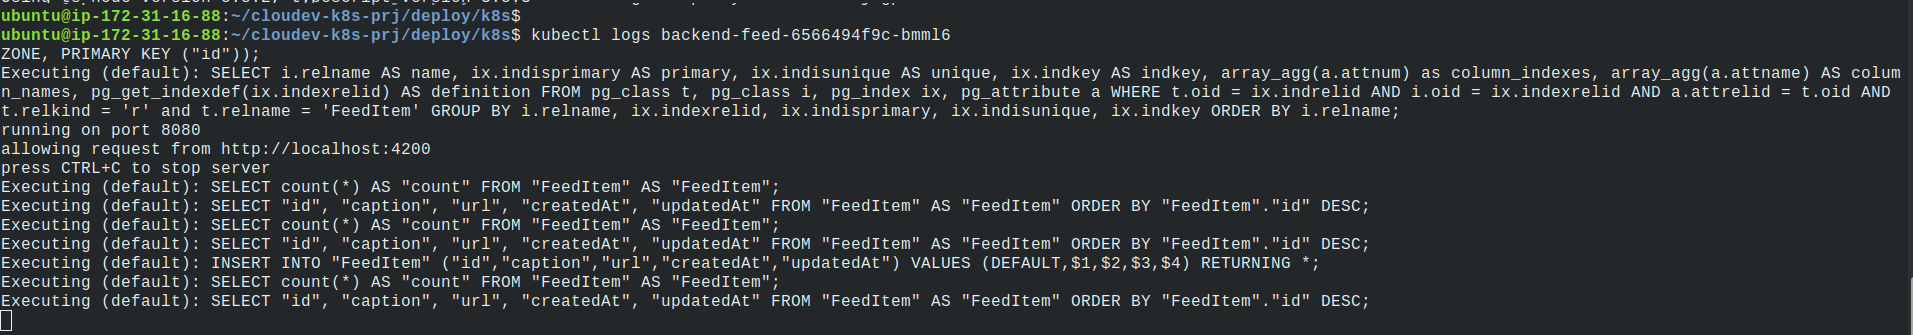 ubuntu@ip-172-31-16-88:~/cloudev-k8s-prj/deploy/k8s$
ubuntu@ip-172-31-16-88:~/cloudev-k8s-prj/deploy/k8s$ kubectl logs backend-feed-6566494f9c-bmml6
ZONE, PRIMARY KEY ("id"));
Executing (default): SELECT i.relname AS name, ix.indisprimary AS primary, ix.indisunique AS unique, ix.indkey AS indkey, array_agg(a.attnum) as column_indexes, array_agg(a.attname) AS colum
n_names, pg_get_indexdef(ix.indexrelid) AS definition FROM pg_class t, pg_class i, pg_index ix, pg_attribute a WHERE t.oid = ix.indrelid AND i.oid = ix.indexrelid AND a.attrelid = t.oid AND
t.relkind = 'r' and t.relname = 'FeedItem' GROUP BY i.relname, ix.indexrelid, ix.indisprimary, ix.indisunique, ix.indkey ORDER BY i.relname;
running on port 8080
allowing request from http://localhost:4200
press CTRL+C to stop server
Executing (default): SELECT count(*) AS "count" FROM "FeedItem" AS "FeedItem";
Executing (default): SELECT "id", "caption", "url", "createdAt", "updatedAt" FROM "FeedItem" AS "FeedItem" ORDER BY "FeedItem"."id" DESC;
Executing (default): SELECT count(*) AS "count" FROM "FeedItem" AS "FeedItem";
Executing (default): SELECT "id", "caption", "url", "createdAt", "updatedAt" FROM "FeedItem" AS "FeedItem" ORDER BY "FeedItem"."id" DESC;
Executing (default): INSERT INTO "FeedItem" ("id","caption","url","createdAt","updatedAt") VALUES (DEFAULT,$1,$2,$3,$4) RETURNING *;
Executing (default): SELECT count(*) AS "count" FROM "FeedItem" AS "FeedItem";
Executing (default): SELECT "id", "caption", "url", "createdAt", "updatedAt" FROM "FeedItem" AS "FeedItem" ORDER BY "FeedItem"."id" DESC;